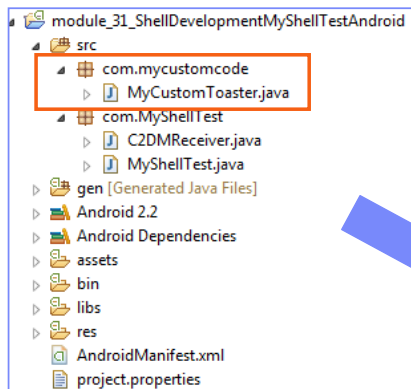 module_31_ShellDevelopmentMyShellTestAndroid
src
com.mycustomcode
MyCustomToaster.java
com.MyShellTest
C2DMReceiver.java
MyShellTest.java
gen [Generated Java Files]
Android 2.2
Android Dependencies
assets
bin
libs
res
AndroidManifest.xml
project.properties